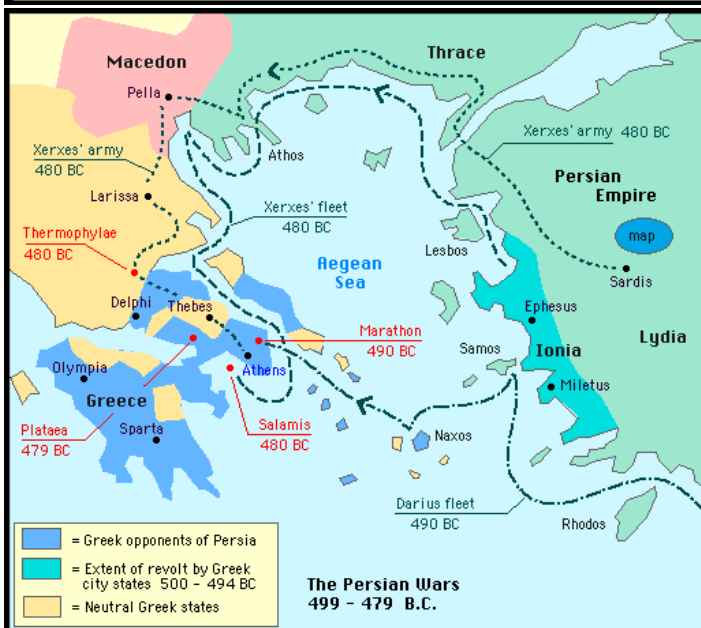 Macedon
Thrace
Pella
Xerxes' army
480 BC
Xerxes' army 480 BC
Athos
Persian
Empire
Larissa
Xerxes' fleet
480 BC
map
Thermophylae
480 BC
Lesbos
Aegean
Sea
Sardis
Delphi
Thebes
Ephesus
Marathon
490 BC
Lydia
Samos
Ionia
Olympia
Athens
Miletus
Greece
Plataea
479 BC
Salamis
480 BC
Sparta
Naxos
Darius fleet
490 BC
Rhodos
= Greek opponents of Persia
= Extent of revolt by Greek
city states 500 - 494 BC
= Neutral Greek states
The Persian Wars
499 - 479 B.C.